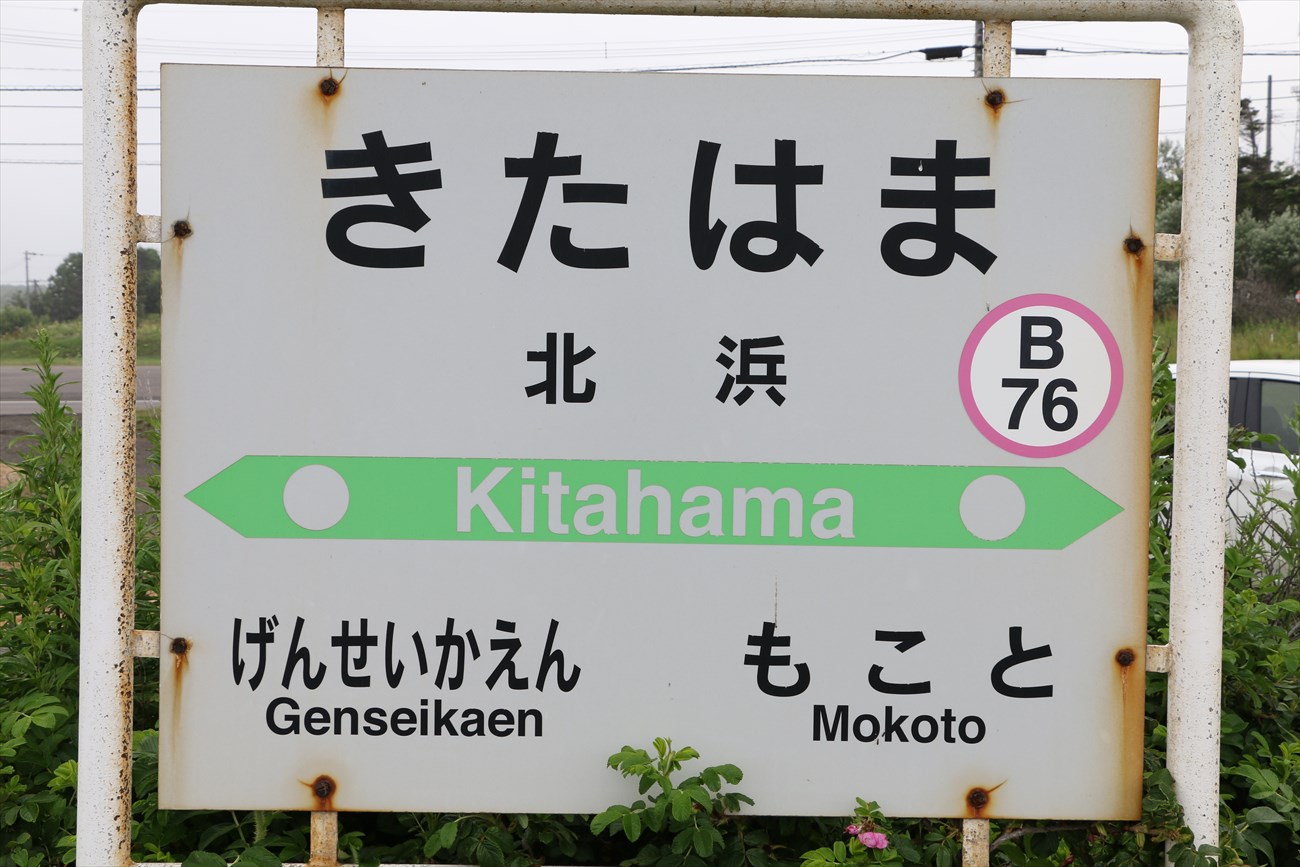 きたはま
北浜
B
76
Kitahama
げんせいかえん
Genseikaen
もこと
Mokoto